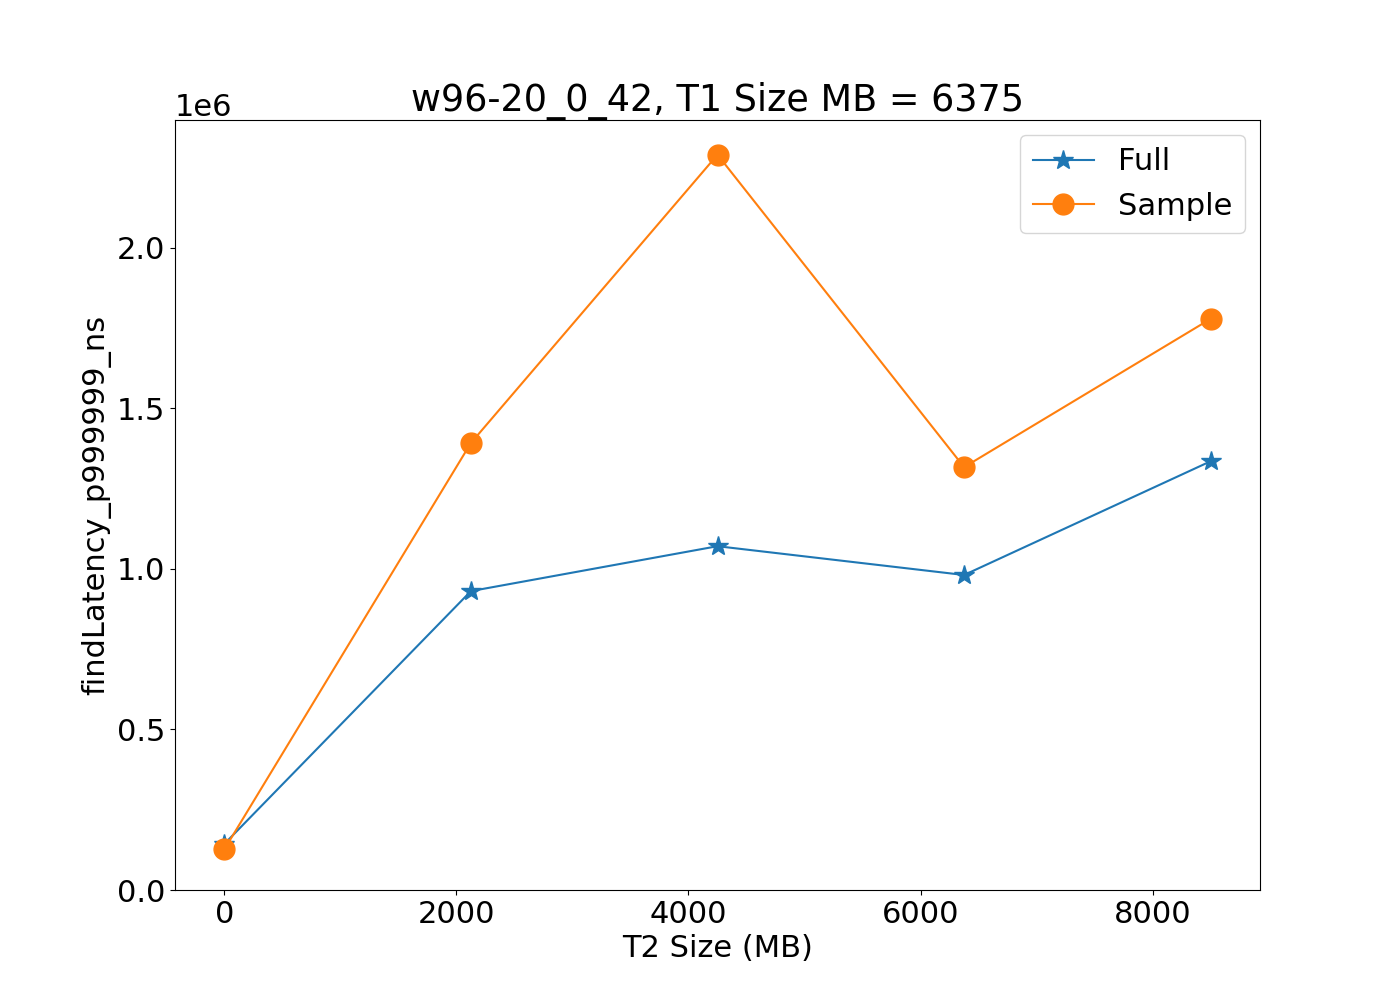 w96-20_0_42, T1 Size MB = 6375
1e6
Full
Sample
2.0
1.5
1.0
0.5
0.0
findLatency_p999999_ns
0 2000 4000 6000 8000
T2 Size (MB)